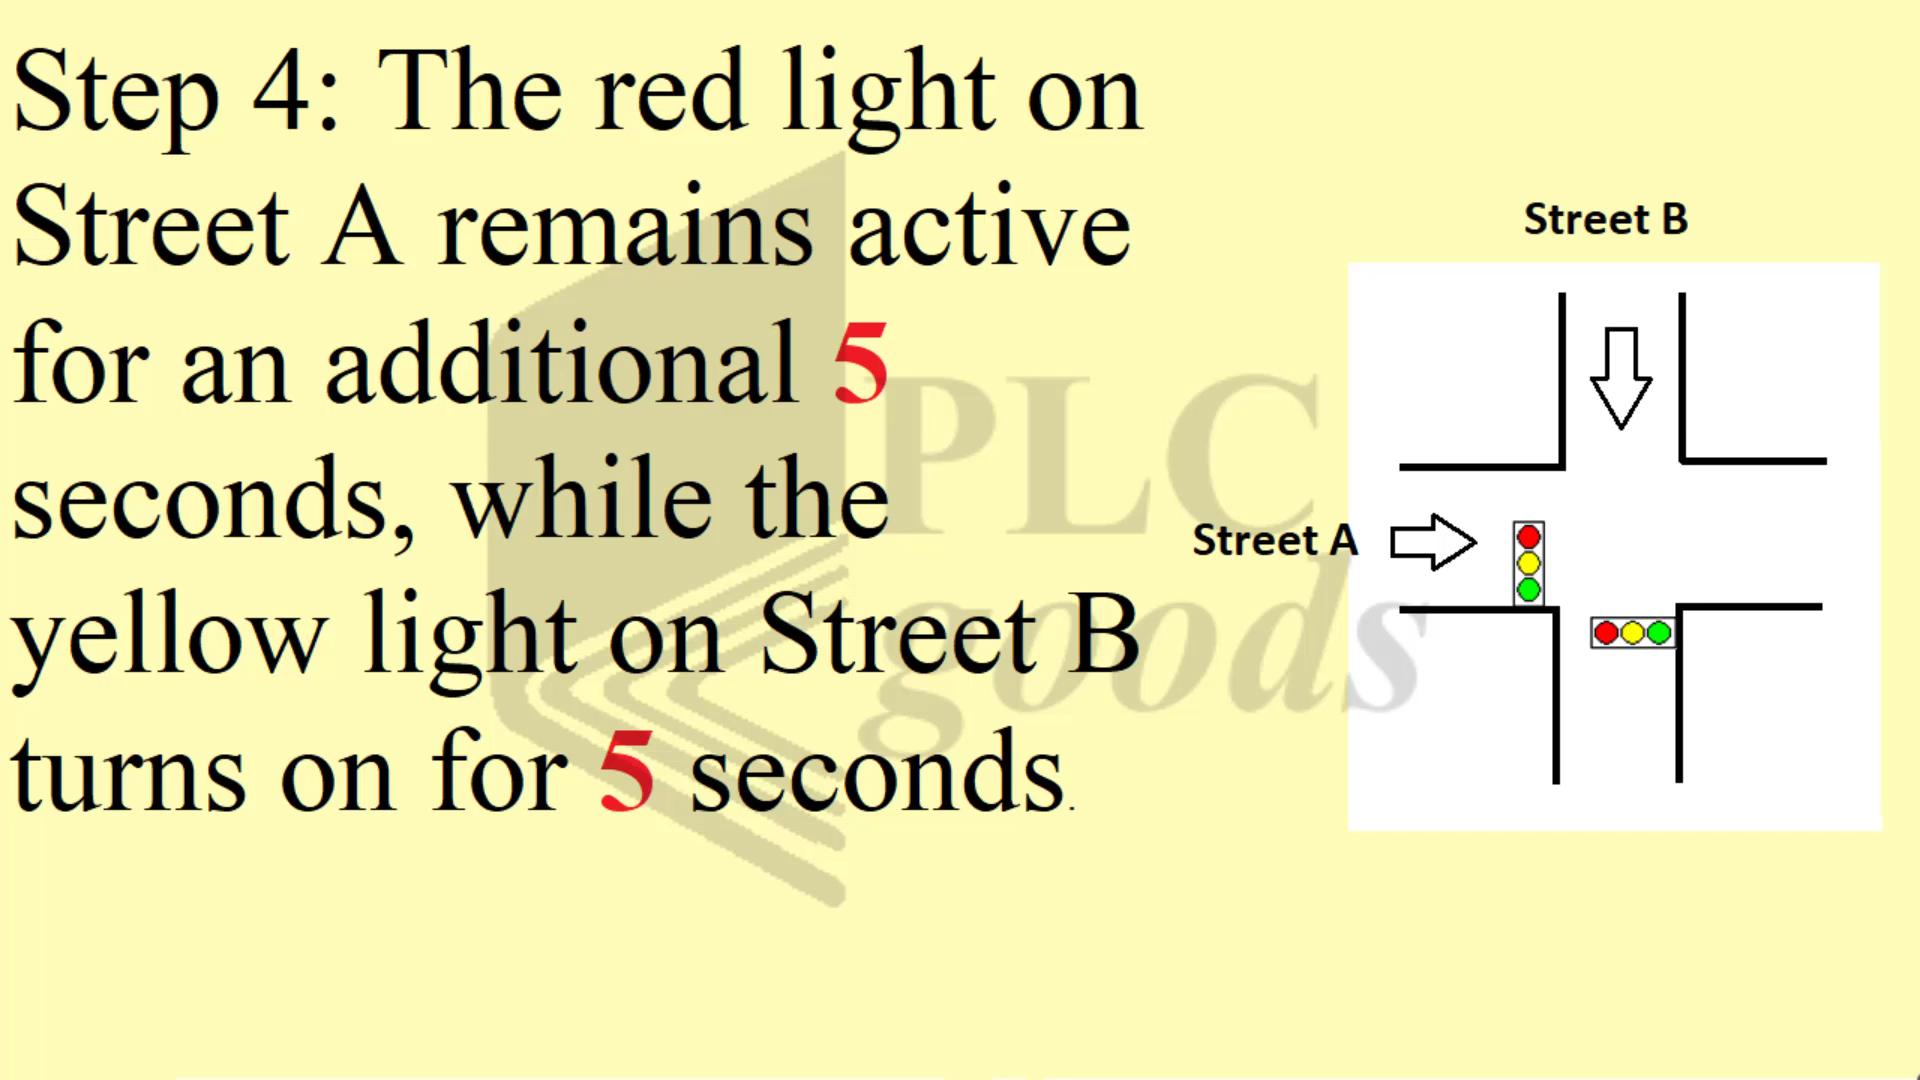 Step 4: The red light on
Street A remains active
for an additional 5
seconds, while the
yellow light on Street B
turns on for 5 seconds.
Street B
Street A
PLC
goods